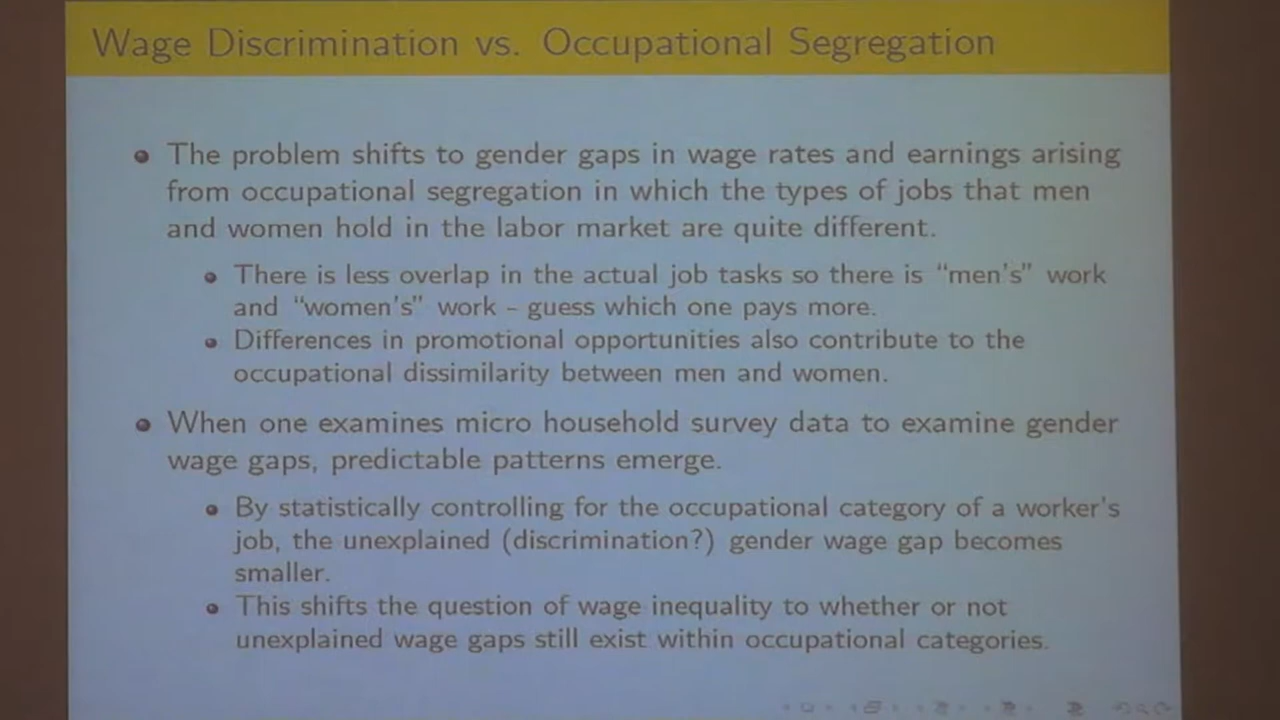 Wage Discrimination vs. Occupational Segregation
The problem shifts to gender gaps in wage rates and earnings arising
from occupational segregation in which the types of jobs that men
and women hold in the labor market are quite different.
There is less overlap in the actual job tasks so there is “men's” work
and “women's” work – guess which one pays more.
Differences in promotional opportunities also contribute to the
occupational dissimilarity between men and women.
When one examines micro household survey data to examine gender
wage gaps, predictable patterns emerge.
By statistically controlling for the occupational category of a worker's
job, the unexplained (discrimination?) gender wage gap becomes
smaller.
This shifts the question of wage inequality to whether or not
unexplained wage gaps still exist within occupational categories.